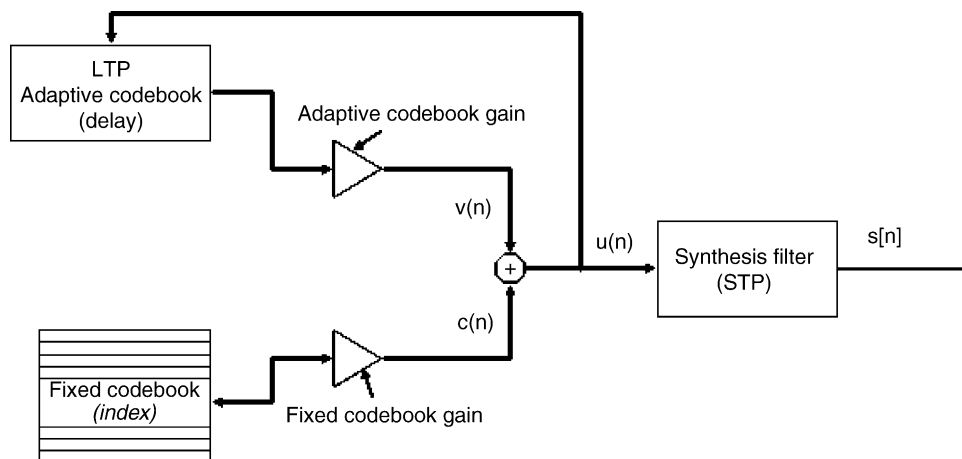 LTP
Adaptive codebook
(delay)
Adaptive codebook gain
v(n)
u(n)
s[n]
Synthesis filter
(STP)
+
c(n)
Fixed codebook
(index)
Fixed codebook gain